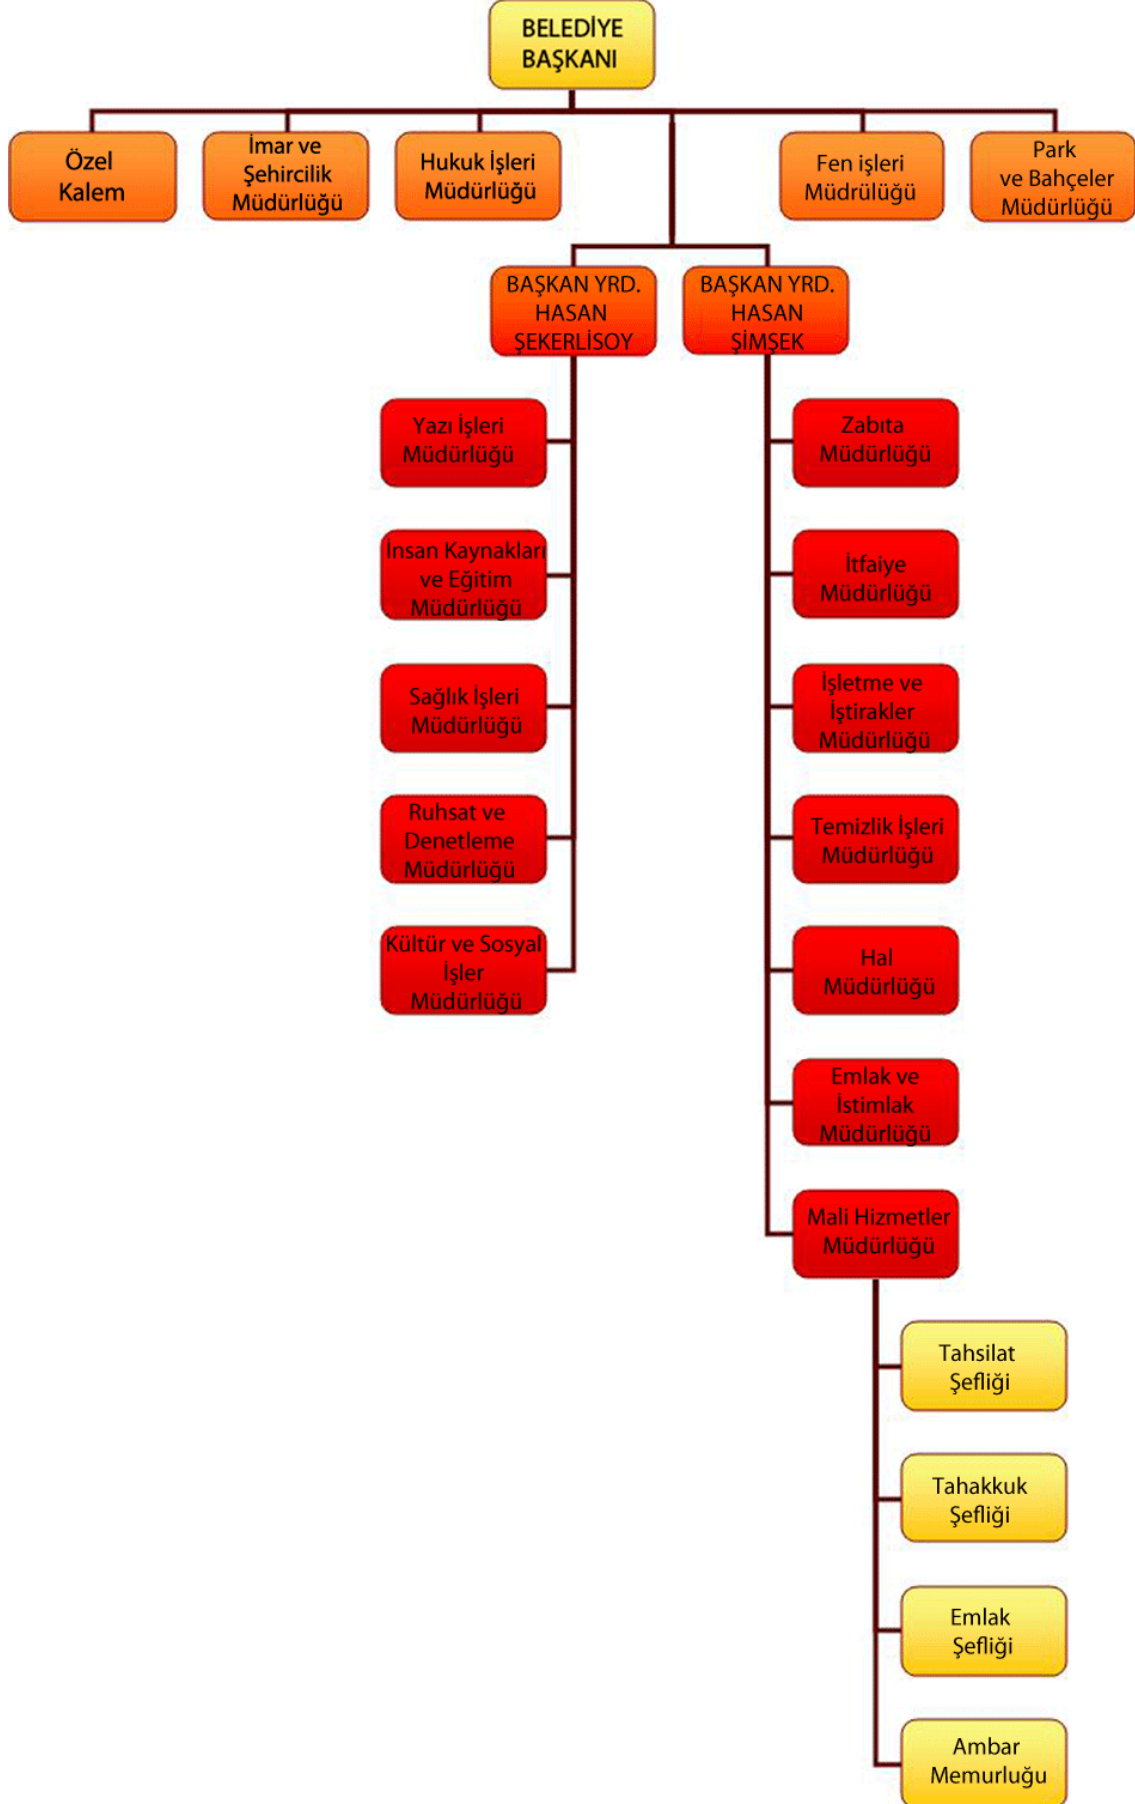 BELEDİYE
BAŞKANI
Özel
Kalem
İmar ve
Şehircilik
Müdürlüğü
Hukuk İşleri
Müdürlüğü
Fen işleri
Müdrülüğü
Park
ve Bahçeler
Müdürlüğü
BAŞKAN YRD.
HASAN
ŞEKERLİSOY
BAŞKAN YRD.
HASAN
ŞİMŞEK
Yazı İşleri
Müdürlüğü
İnsan Kaynakları
ve Eğitim
Müdürlüğü
Sağlık İşleri
Müdürlüğü
Ruhsat ve
Denetleme
Müdürlüğü
Kültür ve Sosyal
İşler
Müdürlüğü
Zabıta
Müdürlüğü
İtfaiye
Müdürlüğü
İşletme ve
İştirakler
Müdürlüğü
Temizlik İşleri
Müdürlüğü
Hal
Müdürlüğü
Emlak ve
İstimlak
Müdürlüğü
Mali Hizmetler
Müdürlüğü
Tahsilat
Şefliği
Tahakkuk
Şefliği
Emlak
Şefliği
Ambar
Memurluğu